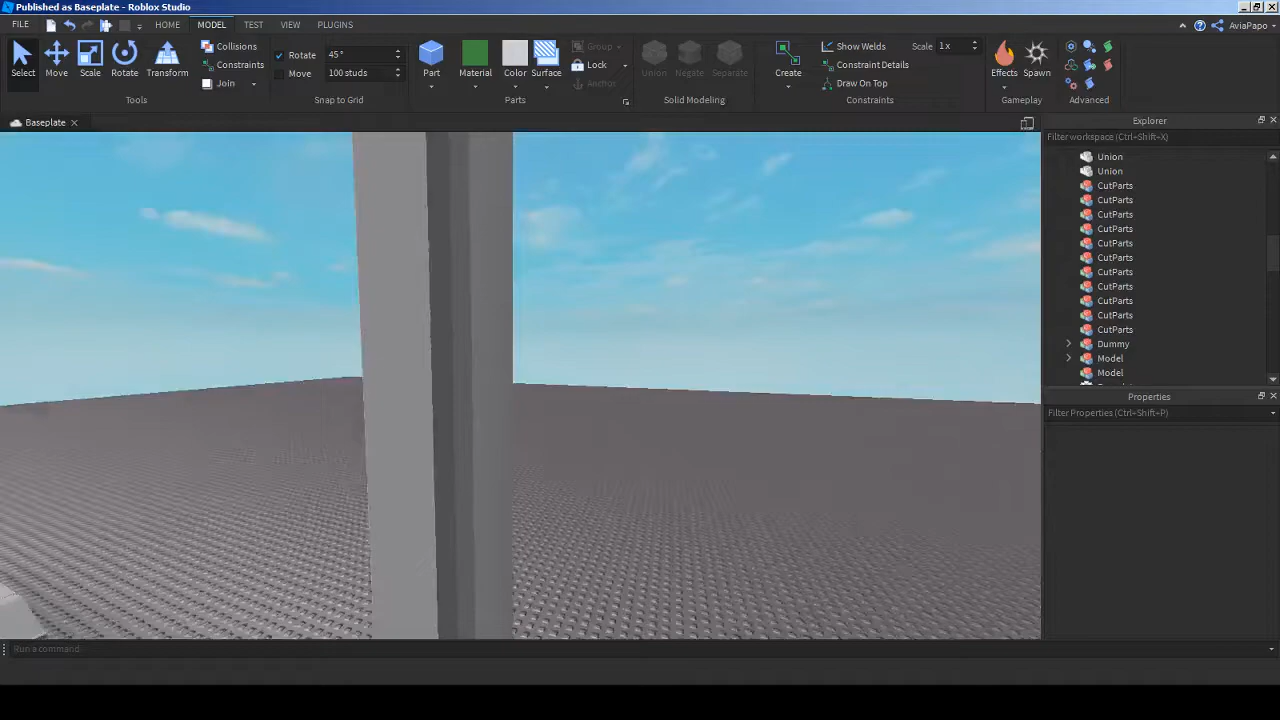 Published as Baseplate - Roblox Studio
FILE HOME MODEL TEST VIEW PLUGINS AviaPapo
Select Move Scale Rotate Transform
Collisions
Constraints
Join
Tools
Rotate 45°
Move 100 studs
Snap to Grid
Part Material Color Surface
Group
Lock
Anchor
Parts
Union Negate Separate
Solid Modeling
Create
Show Welds Scale 1x
Constraint Details
Draw On Top
Constraints
Effects Spawn
Gameplay
Advanced
Baseplate
Explorer
Filter workspace (Ctrl+Shift+X)
Union
Union
CutParts
CutParts
CutParts
CutParts
CutParts
CutParts
CutParts
CutParts
CutParts
CutParts
CutParts
Dummy
Model
Model
Properties
Filter Properties (Ctrl+Shift+P)
Run a command